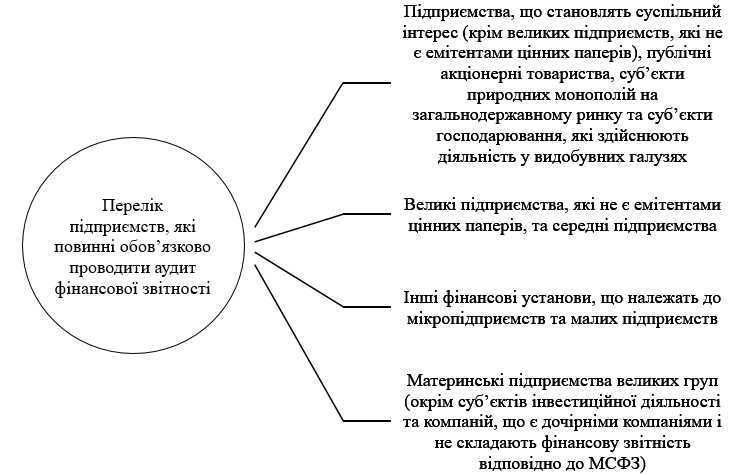 Перелік
підприємств, які
повинні обов’язково
проводити аудит
фінансової звітності
Підприємства, що становлять суспільний
інтерес (крім великих підприємств, які не
є емітентами цінних паперів), публічні
акціонерні товариства, суб’єкти
природних монополій на
загальнодержавному ринку та суб’єкти
господарювання, які здійснюють
діяльність у видобувних галузях
Великі підприємства, які не є емітентами
цінних паперів, та середні підприємства
Інші фінансові установи, що належать до
мікропідприємств та малих підприємств
Материнські підприємства великих груп
(окрім суб’єктів інвестиційної діяльності
та компаній, що є дочірніми компаніями і
не складають фінансову звітність
відповідно до МСФЗ)